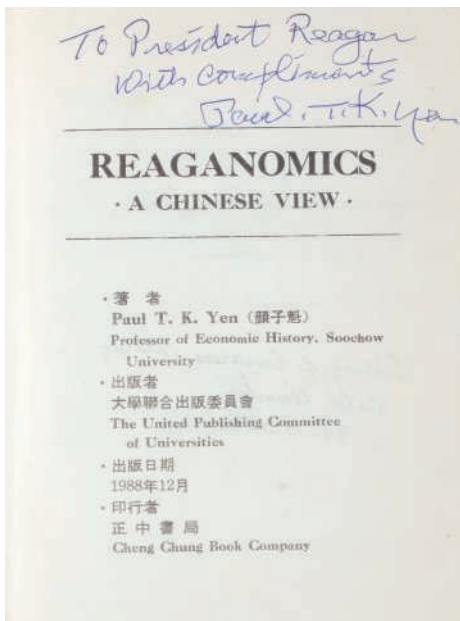 To President Reagan
With compliments
Paul. T. K. Yen
REAGANOMICS
· A CHINESE VIEW ·
· 著 者
Paul T. K. Yen (顏子魁)
Professor of Economic History, Soochow
University
· 出版者
大學聯合出版委員會
The United Publishing Committee
of Universities
· 出版日期
1988年12月
· 印行者
正 中 書 局
Cheng Chung Book Company